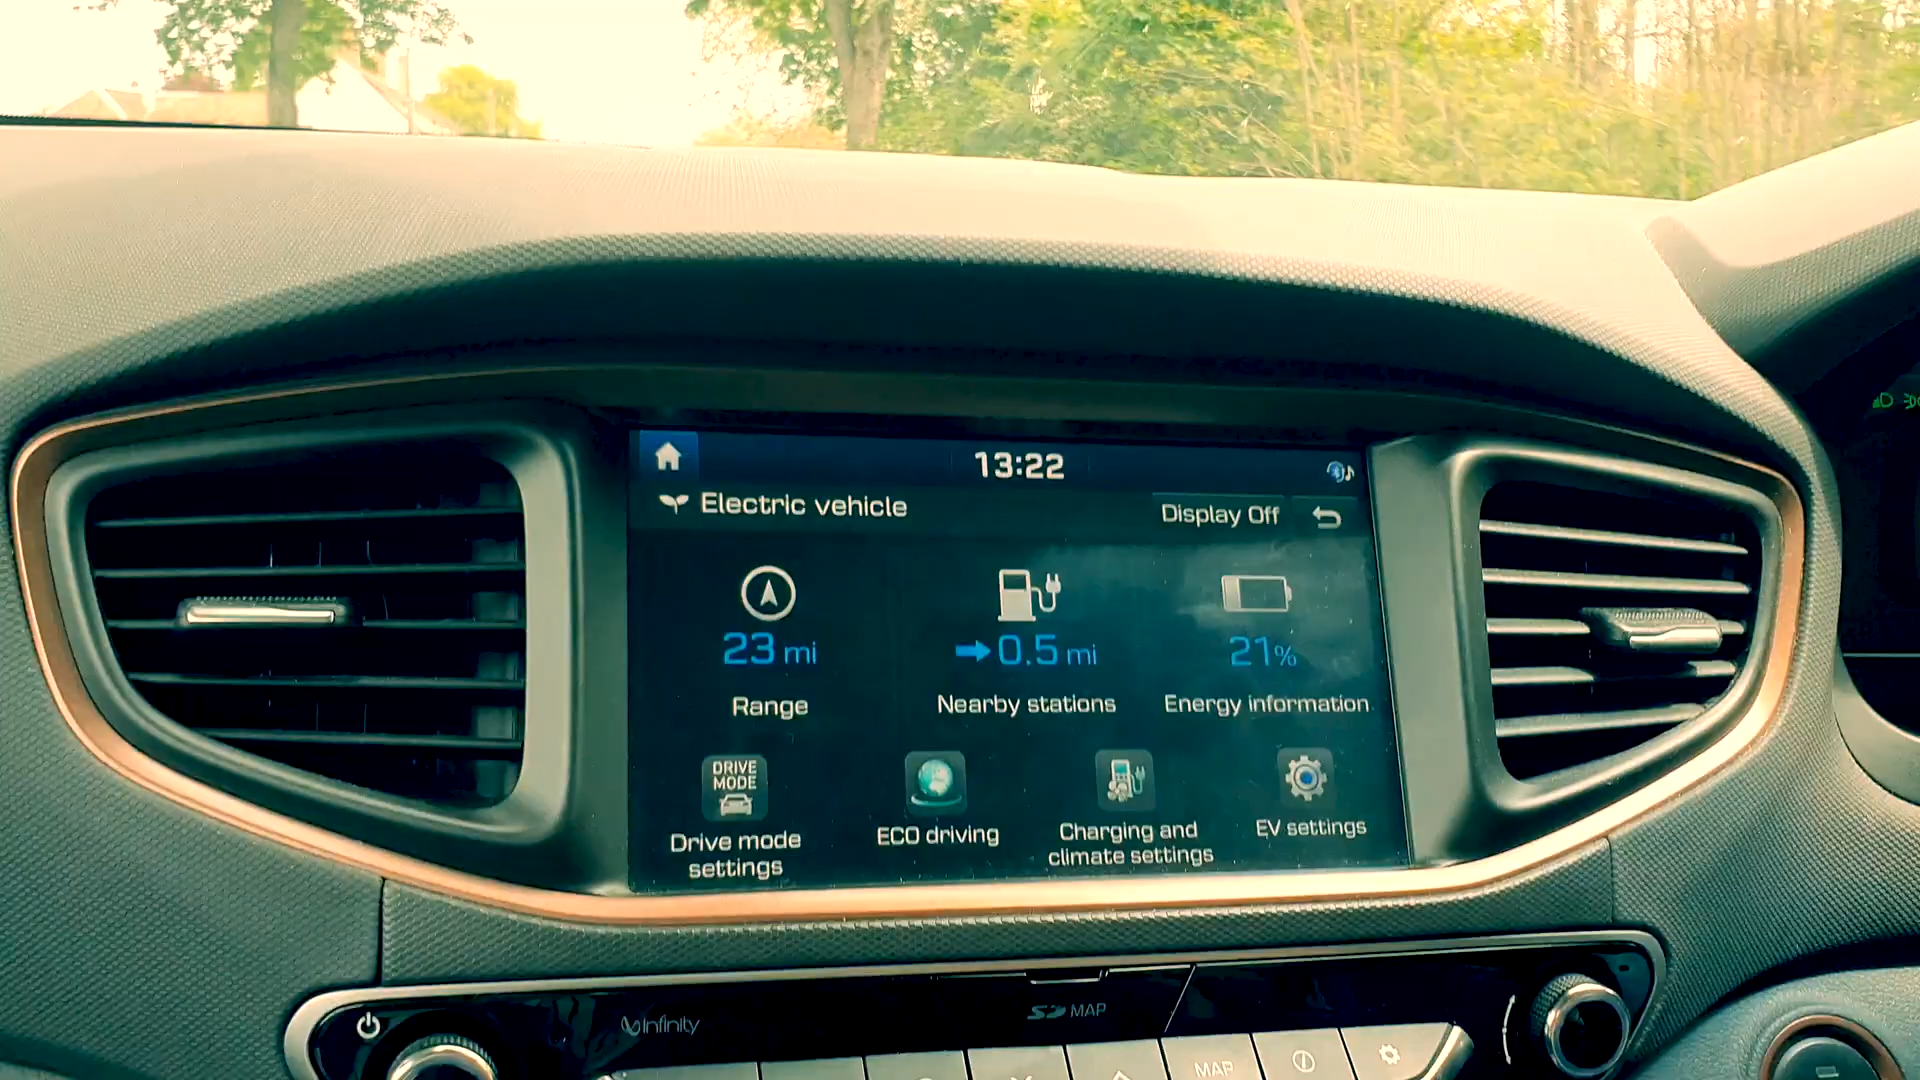 13:22
Electric vehicle
Display Off
23 mi
0.5 mi
21%
Range
Nearby stations
Energy information
DRIVE
MODE
Drive mode
settings
ECO driving
Charging and
climate settings
EV settings
Infinity
SD MAP
MAP